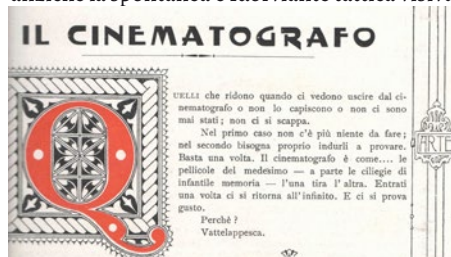 IL CINEMATOGRAFO
QUELLI che ridono quando ci vedono uscire dal ci-
nematografo o non lo capiscono o non ci sono
mai stati; non ci si scappa.
Nel primo caso non c'è più niente da fare;
nel secondo bisogna proprio indurli a provare.
Basta una volta. Il cinematografo è come.... le
pellicole del medesimo — a parte le ciliegie di
infantile memoria — l'una tira l'altra. Entrati
una volta ci si ritorna all'infinito. E ci si prova
gusto.
Perchè?
Vattelappesca.
ARTE